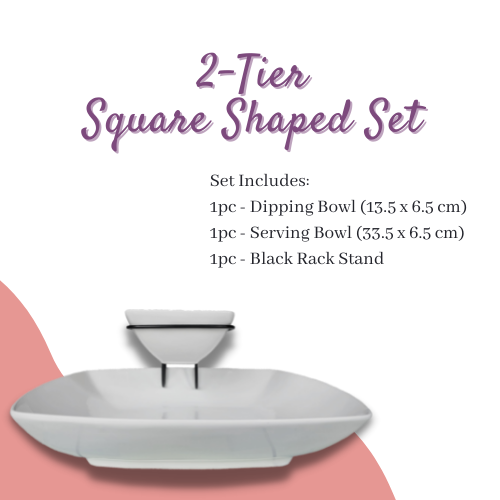 2-Tier
Square Shaped Set
Set Includes:
1pc - Dipping Bowl (13.5 x 6.5 cm)
1pc - Serving Bowl (33.5 x 6.5 cm)
1pc - Black Rack Stand